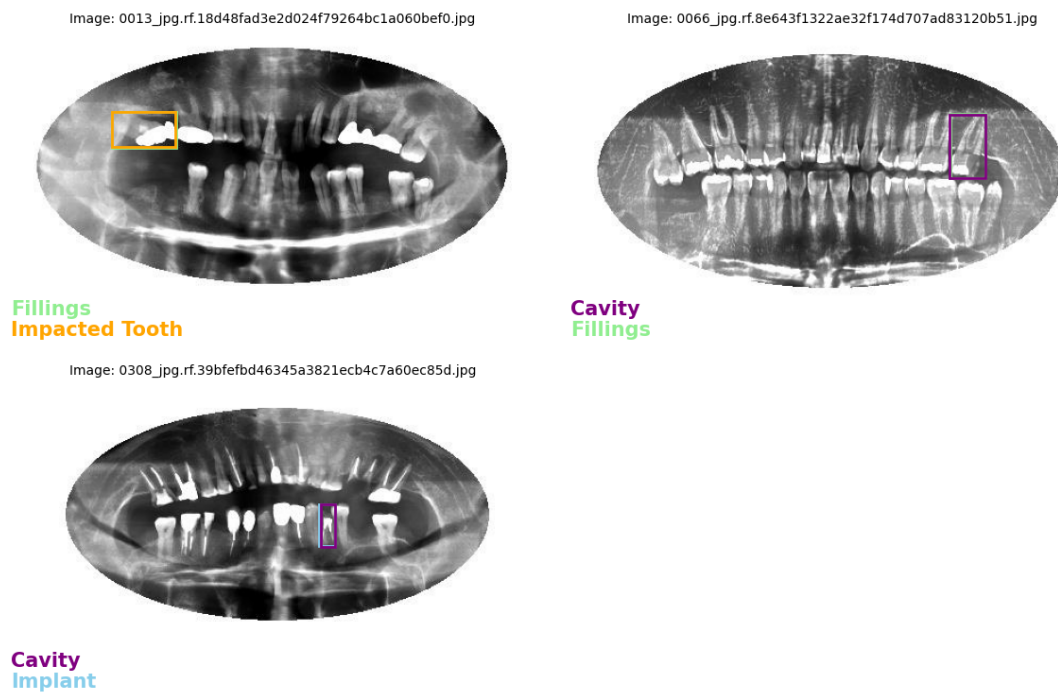 Image: 0013_jpg.rf.18d48fad3e2d024f79264bc1a060bef0.jpg
Fillings
Impacted Tooth
Image: 0066_jpg.rf.8e643f1322ae32f174d707ad83120b51.jpg
Cavity
Fillings
Image: 0308_jpg.rf.39bfefbd46345a3821ecb4c7a60ec85d.jpg
Cavity
Implant